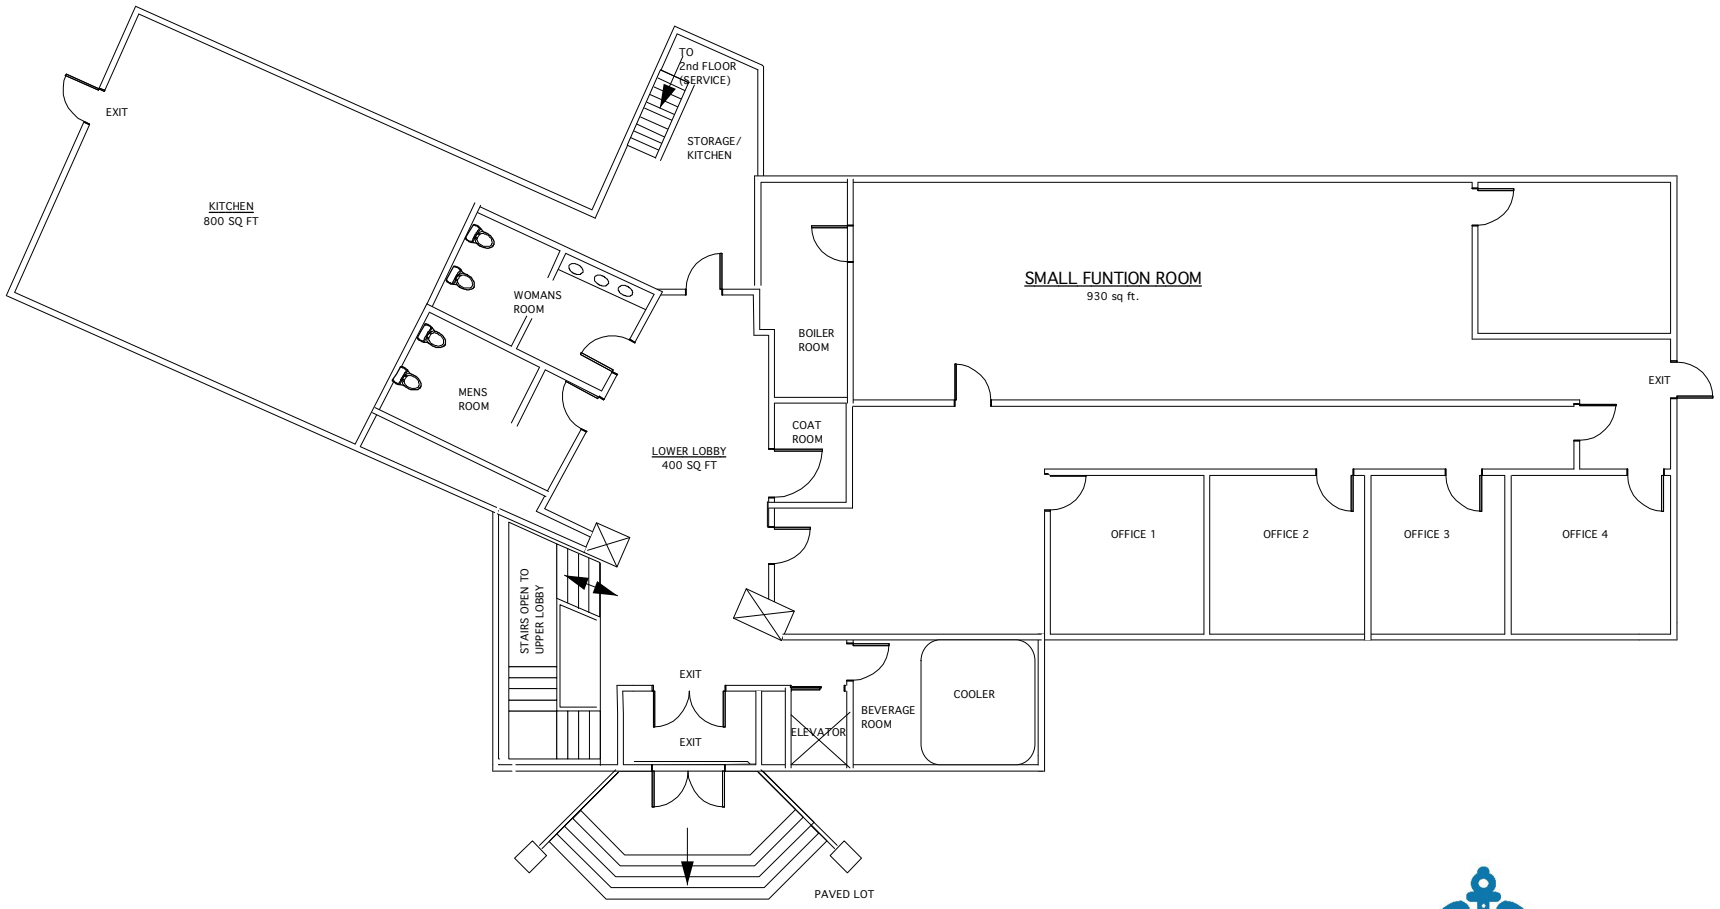 TO
2nd FLOOR
(SERVICE)
EXIT
STORAGE/
KITCHEN
KITCHEN
800 SQ FT
SMALL FUNTION ROOM
930 sq ft.
WOMANS
ROOM
BOILER
ROOM
MENS
ROOM
EXIT
COAT
ROOM
LOWER LOBBY
400 SQ FT
OFFICE 1
OFFICE 2
OFFICE 3
OFFICE 4
STAIRS OPEN TO
UPPER LOBBY
EXIT
COOLER
BEVERAGE
ROOM
ELEVATOR
EXIT
PAVED LOT